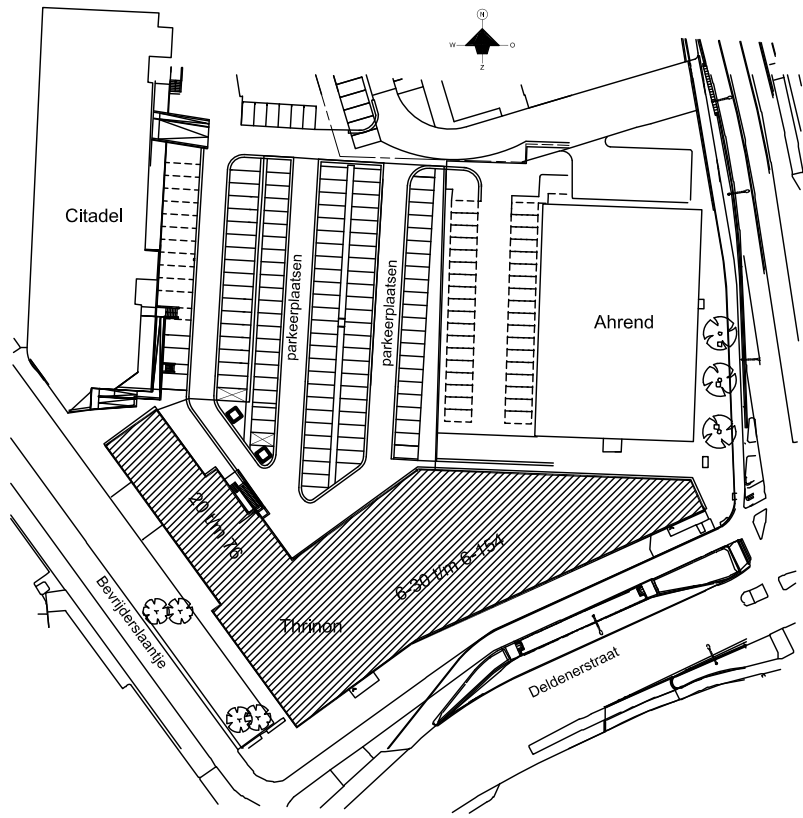 N
W O
Z
Citadel
parkeerplaatsen
parkeerplaatsen
Ahrend
20 t/m 76
6-30 t/m 6-154
Thrinon
Bevrijderslaantje
Deldenerstraat